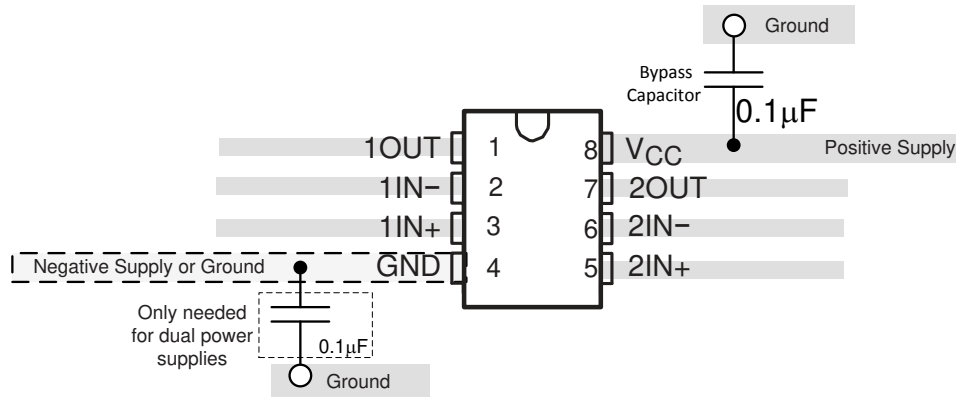 Ground
Bypass
Capacitor
0.1μF
1OUT 1 8 VCC Positive Supply
1IN− 2 7 2OUT
1IN+ 3 6 2IN−
Negative Supply or Ground GND 4 5 2IN+
Only needed
for dual power
supplies
0.1μF
Ground